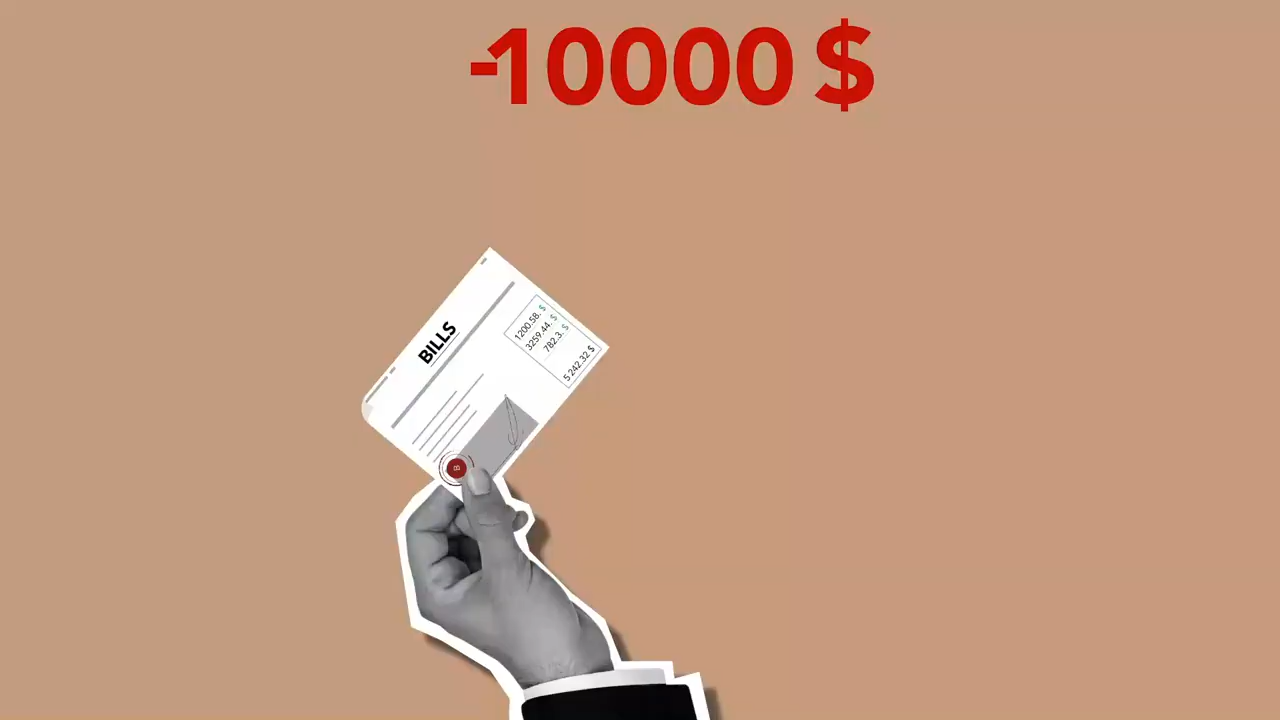 -10000 $
BILLS
1200.58. $
3259.44. $
782.3. $
5 242.32 $
B